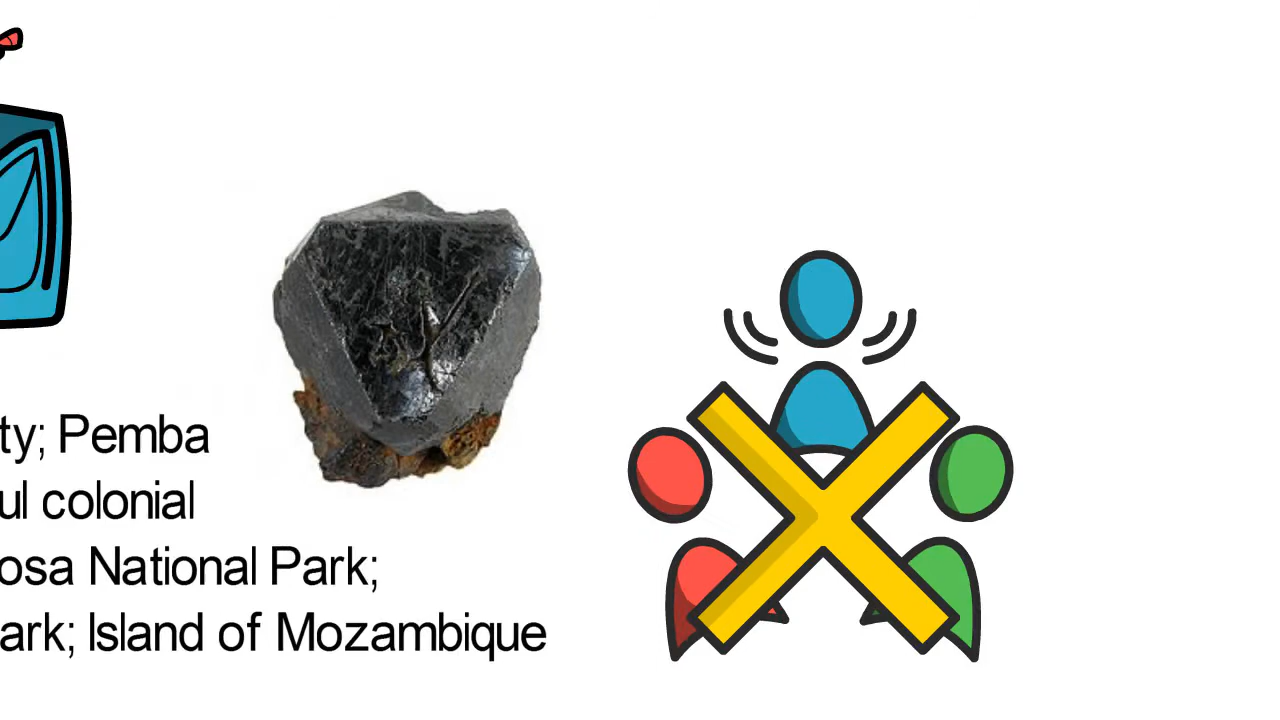 ty; Pemba
ul colonial
osa National Park;
ark; Island of Mozambique